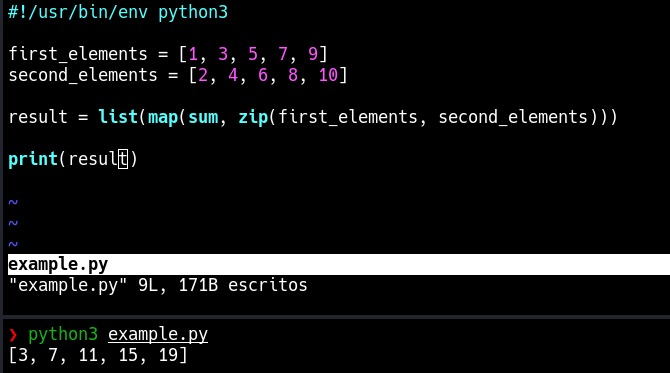 #!/usr/bin/env python3
first_elements = [1, 3, 5, 7, 9]
second_elements = [2, 4, 6, 8, 10]
result = list(map(sum, zip(first_elements, second_elements)))
print(result)
~
~
~
example.py
"example.py" 9L, 171B escritos
❯ python3 example.py
[3, 7, 11, 15, 19]